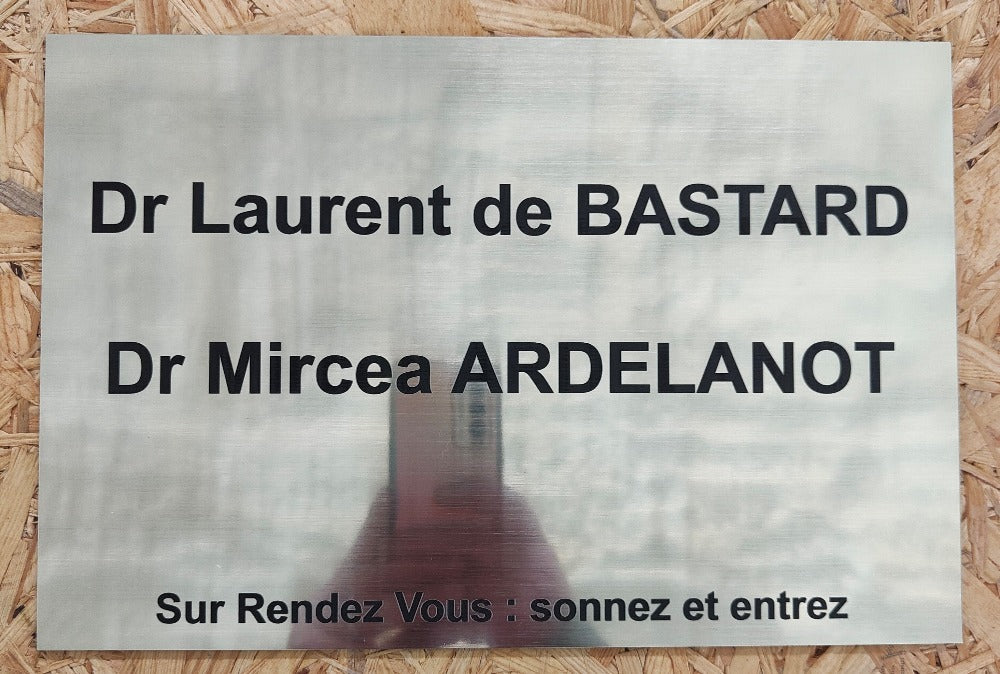 Dr Laurent de BASTARD
Dr Mircea ARDELANOT
Sur Rendez Vous : sonnez et entrez